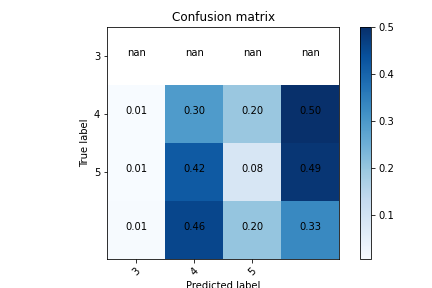 Confusion matrix
3 nan nan nan nan
4 0.01 0.30 0.20 0.50
5 0.01 0.42 0.08 0.49
0.01 0.46 0.20 0.33
3 4 5
True label
Predicted label
0.5
0.4
0.3
0.2
0.1